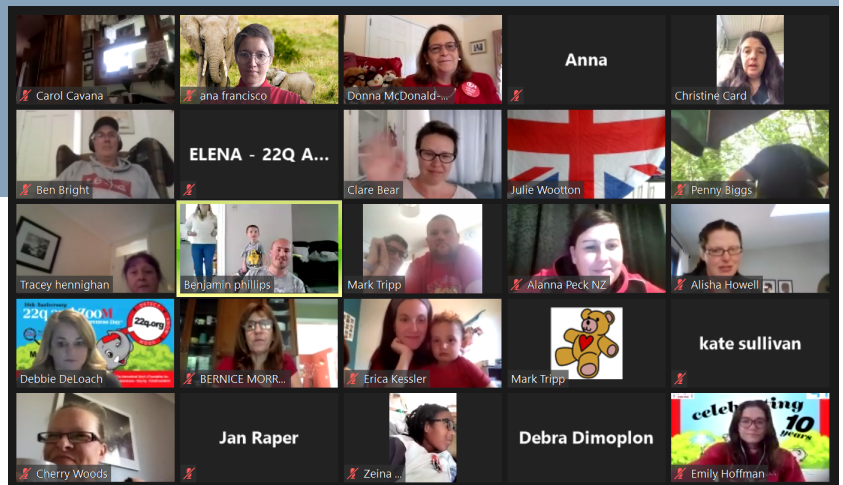 Carol Cavana
ana francisco
Donna McDonald-...
Anna
Christine Card
Ben Bright
ELENA - 22Q A...
Clare Bear
Julie Wootton
Penny Biggs
Tracey hennighan
Benjamin phillips
Mark Tripp
Alanna Peck NZ
Alisha Howell
22q
ZOOM
22q.org
Debbie DeLoach
BERNICE MORR...
Erica Kessler
Mark Tripp
kate sullivan
Cherry Woods
Jan Raper
Zeina ...
Debra Dimoplon
celebrating
10
years
Emily Hoffman